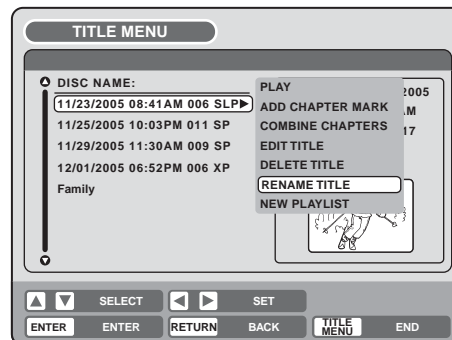 TITLE MENU
DISC NAME:
11/23/2005 08:41AM 006 SLP▶
11/25/2005 10:03PM 011 SP
11/29/2005 11:30AM 009 SP
12/01/2005 06:52PM 006 XP
Family
PLAY
ADD CHAPTER MARK
COMBINE CHAPTERS
EDIT TITLE
DELETE TITLE
RENAME TITLE
NEW PLAYLIST
2005
AM
17
SELECT SET
ENTER ENTER RETURN BACK TITLE MENU END